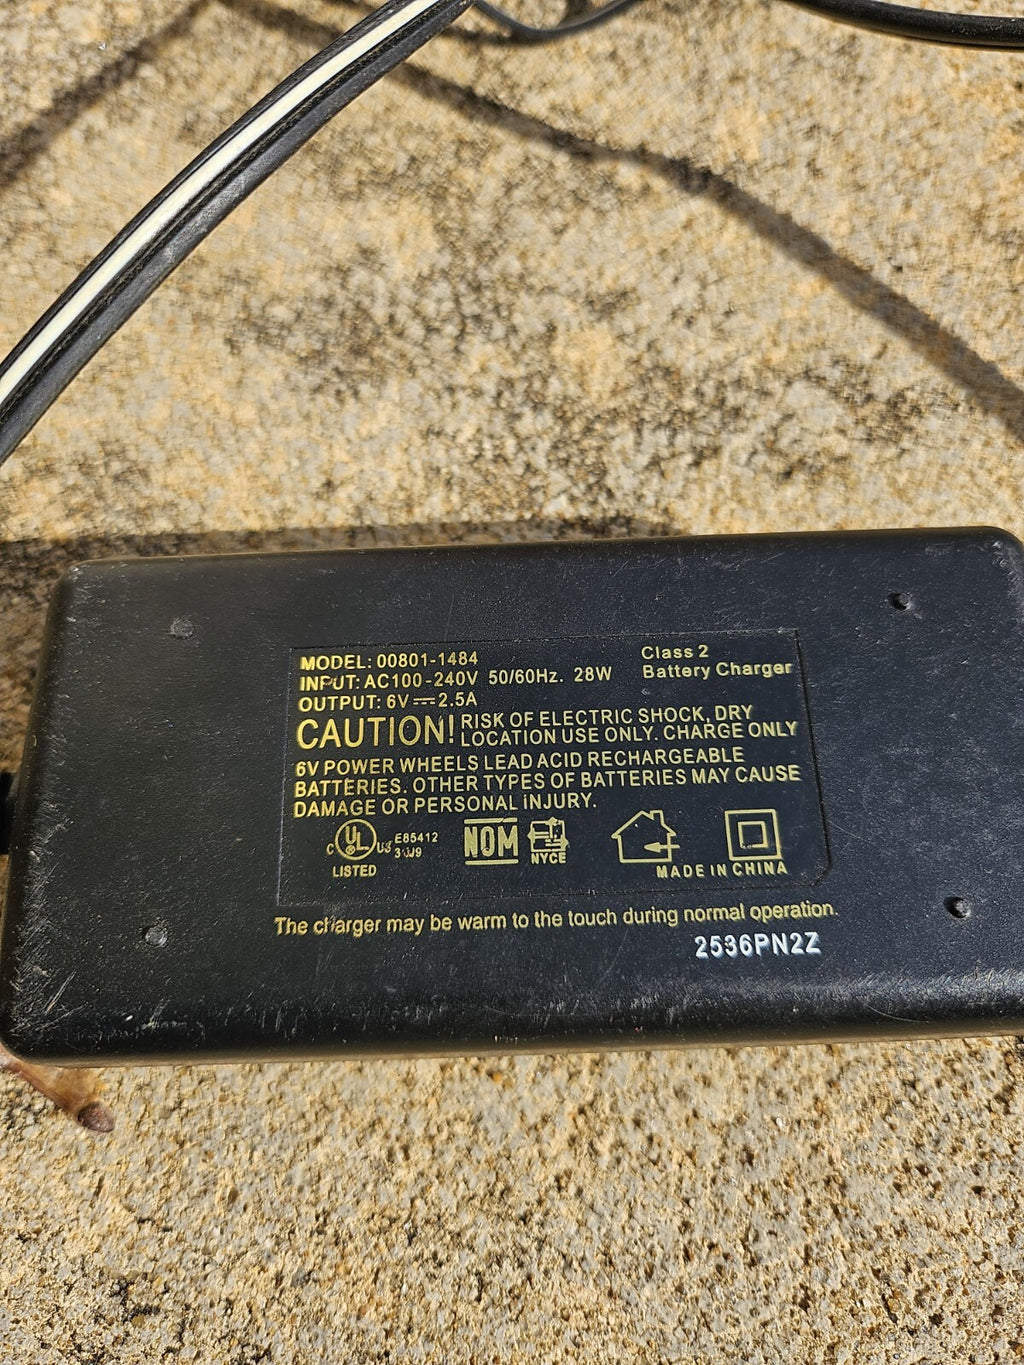 MODEL: 00801-1484
INPUT: AC100-240V 50/60Hz. 28W
OUTPUT: 6V⎓2.5A
Class 2
Battery Charger
CAUTION! RISK OF ELECTRIC SHOCK, DRY
LOCATION USE ONLY. CHARGE ONLY
6V POWER WHEELS LEAD ACID RECHARGEABLE
BATTERIES. OTHER TYPES OF BATTERIES MAY CAUSE
DAMAGE OR PERSONAL INJURY.
C UL US E85412
LISTED
NOM
NYCE
MADE IN CHINA
The charger may be warm to the touch during normal operation.
2536PN2Z